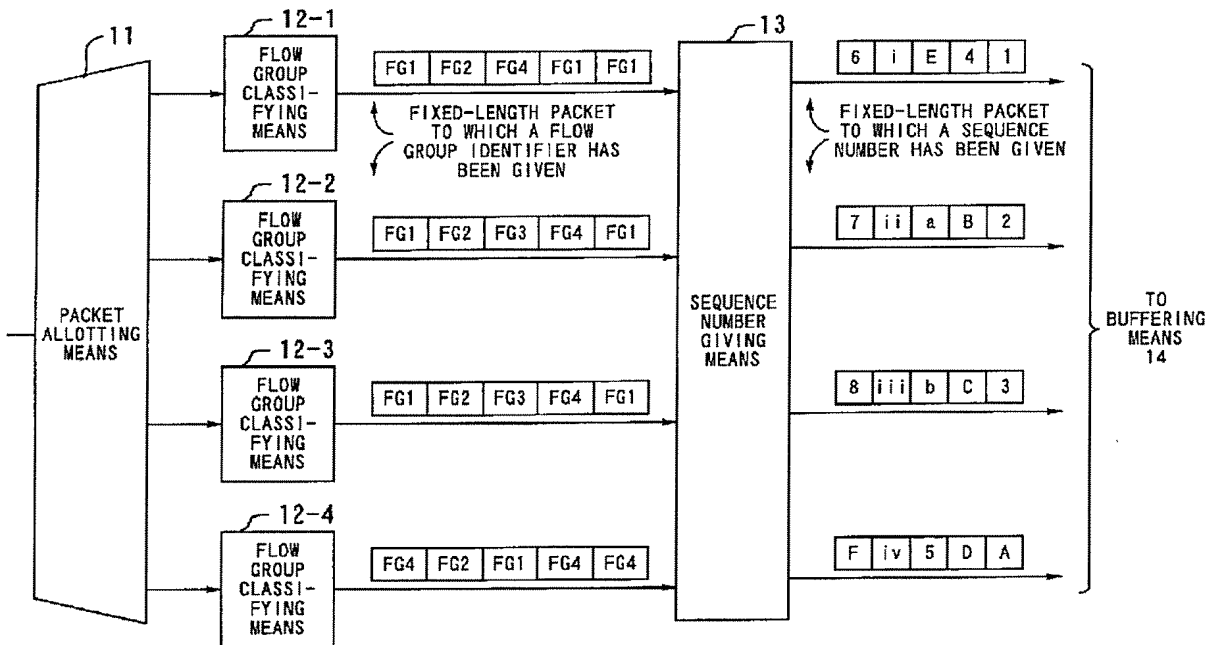 11
PACKET
ALLOTTING
MEANS
12-1
FLOW
GROUP
CLASSI-
FYING
MEANS
FG1 FG2 FG4 FG1 FG1
FIXED-LENGTH PACKET
TO WHICH A FLOW
GROUP IDENTIFIER HAS
BEEN GIVEN
12-2
FLOW
GROUP
CLASSI-
FYING
MEANS
FG1 FG2 FG3 FG4 FG1
12-3
FLOW
GROUP
CLASSI-
FYING
MEANS
FG1 FG2 FG3 FG4 FG1
12-4
FLOW
GROUP
CLASSI-
FYING
MEANS
FG4 FG2 FG1 FG4 FG4
13
SEQUENCE
NUMBER
GIVING
MEANS
6 i E 4 1
FIXED-LENGTH PACKET
TO WHICH A SEQUENCE
NUMBER HAS BEEN GIVEN
7 ii a B 2
8 iii b C 3
F iv 5 D A
TO
BUFFERING
MEANS
14